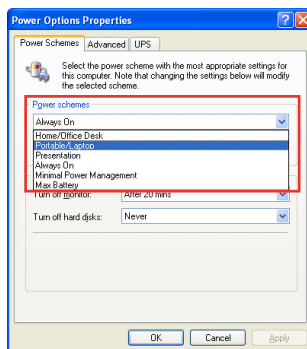 Power Options Properties
Power Schemes Advanced UPS
Select the power scheme with the most appropriate settings for
this computer. Note that changing the settings below will modify
the selected scheme.
Power schemes
Always On
Home/Office Desk
Portable/Laptop
Presentation
Always On
Minimal Power Management
Max Battery
Turn off monitor: After 20 mins
Turn off hard disks: Never
OK Cancel Apply